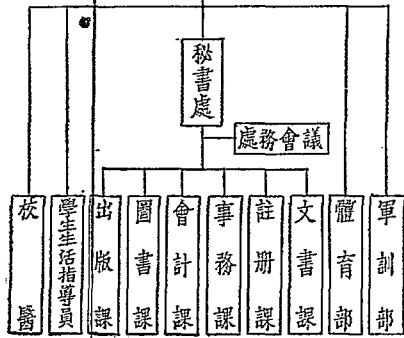 秘書處
處務會議
軍訓部
體育部
文書課
註册課
事務課
會計課
圖書課
出版課
學生生活指導員
校醫